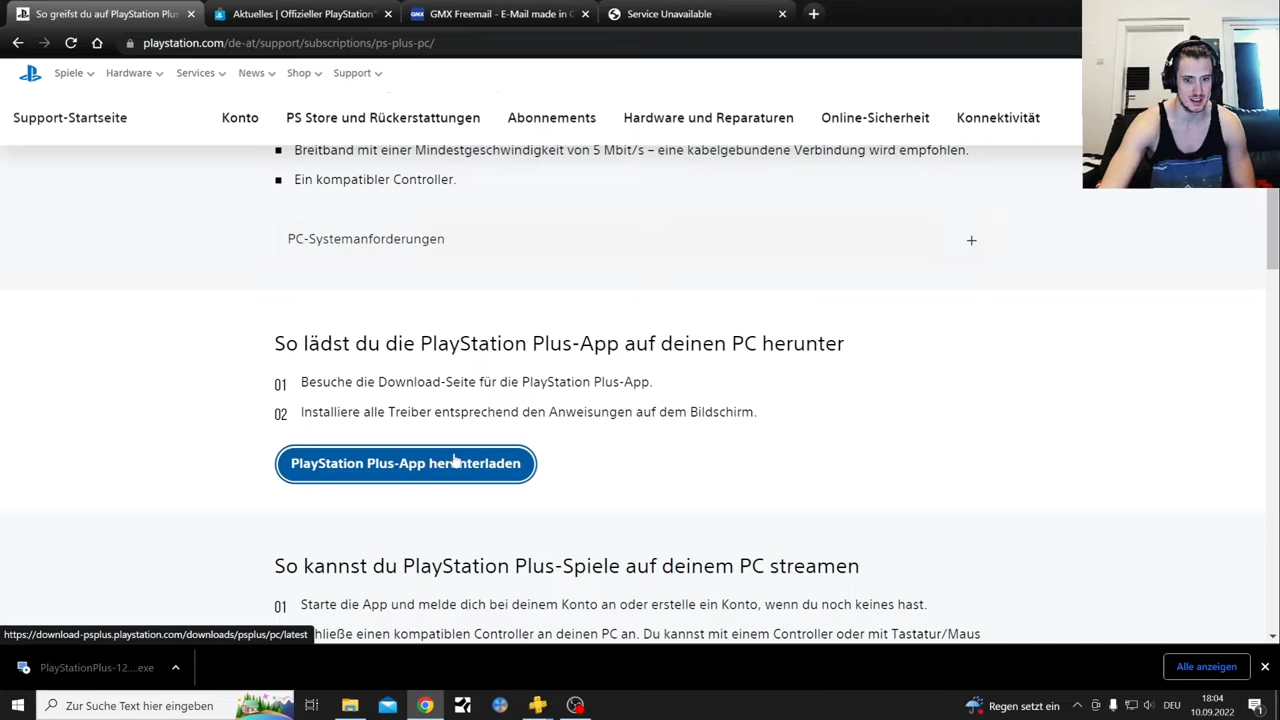 So greifst du auf PlayStation Plus
Aktuelles | Offizieller PlayStation
GMX Freemail - E-Mail made in G
Service Unavailable
playstation.com/de-at/support/subscriptions/ps-plus-pc/
Spiele Hardware Services News Shop Support
Support-Startseite Konto PS Store und Rückerstattungen Abonnements Hardware und Reparaturen Online-Sicherheit Konnektivität
Breitband mit einer Mindestgeschwindigkeit von 5 Mbit/s – eine kabelgebundene Verbindung wird empfohlen.
Ein kompatibler Controller.
PC-Systemanforderungen +
So lädst du die PlayStation Plus-App auf deinen PC herunter
01 Besuche die Download-Seite für die PlayStation Plus-App.
02 Installiere alle Treiber entsprechend den Anweisungen auf dem Bildschirm.
PlayStation Plus-App herunterladen
So kannst du PlayStation Plus-Spiele auf deinem PC streamen
01 Starte die App und melde dich bei deinem Konto an oder erstelle ein Konto, wenn du noch keines hast.
https://download-psplus.playstation.com/downloads/psplus/pc/latest
chließe einen kompatiblen Controller an deinen PC an. Du kannst mit einem Controller oder mit Tastatur/Maus
PlayStationPlus-12....exe
Alle anzeigen
Zur Suche Text hier eingeben
Regen setzt ein
DEU
18:04
10.09.2022